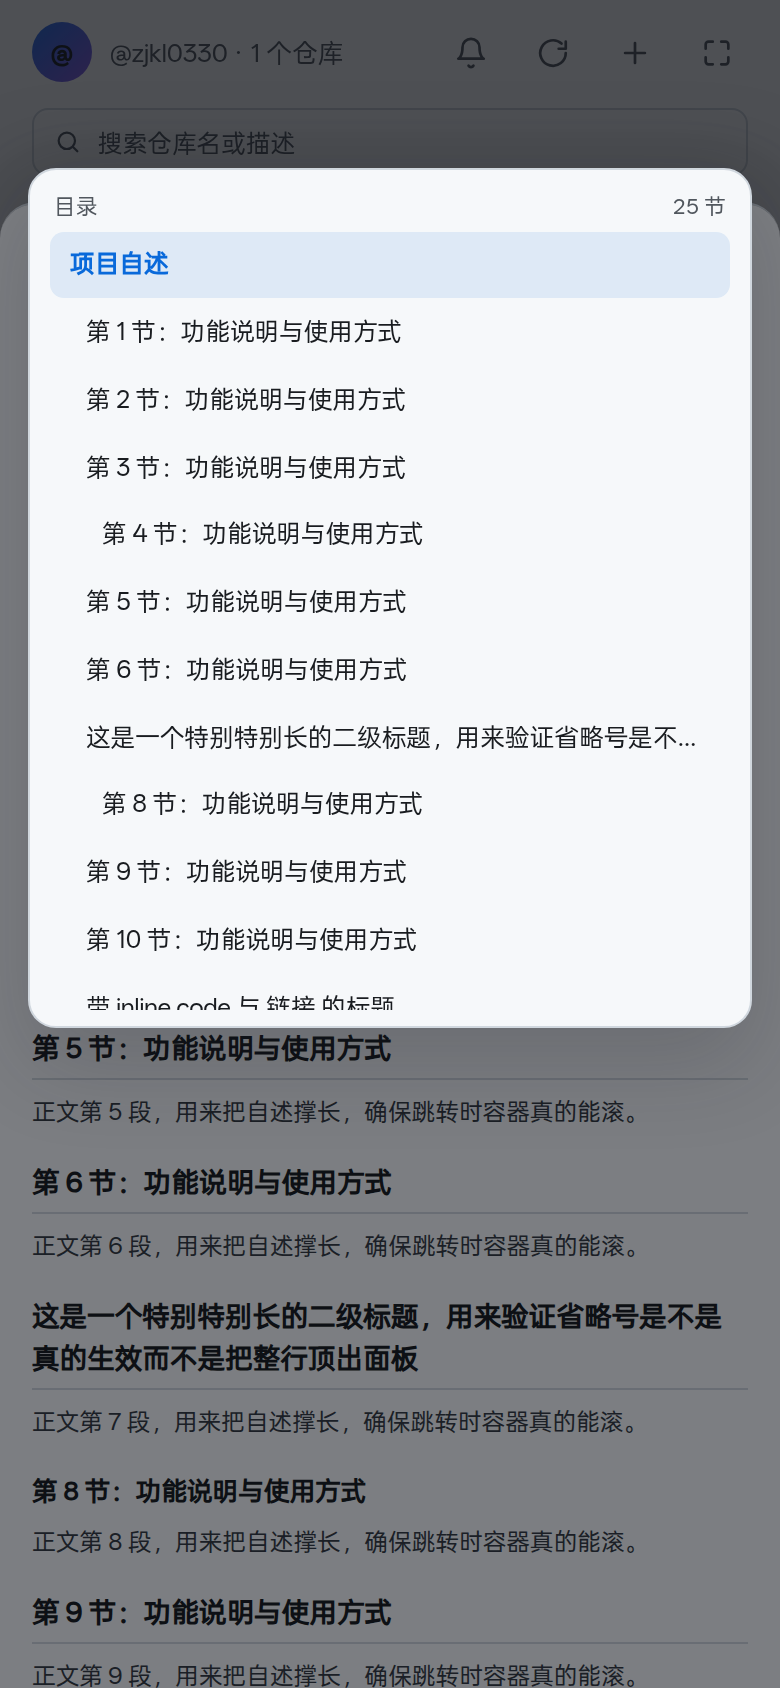 @ @zjkl0330 · 1 个仓库
搜索仓库名或描述
目录 25 节
项目自述
第 1 节：功能说明与使用方式
第 2 节：功能说明与使用方式
第 3 节：功能说明与使用方式
第 4 节：功能说明与使用方式
第 5 节：功能说明与使用方式
第 6 节：功能说明与使用方式
这是一个特别特别长的二级标题，用来验证省略号是不...
第 8 节：功能说明与使用方式
第 9 节：功能说明与使用方式
第 10 节：功能说明与使用方式
带 inline code 与 链接 的标题
第 5 节：功能说明与使用方式
正文第 5 段，用来把自述撑长，确保跳转时容器真的能滚。
第 6 节：功能说明与使用方式
正文第 6 段，用来把自述撑长，确保跳转时容器真的能滚。
这是一个特别特别长的二级标题，用来验证省略号是不是
真的生效而不是把整行顶出面板
正文第 7 段，用来把自述撑长，确保跳转时容器真的能滚。
第 8 节：功能说明与使用方式
正文第 8 段，用来把自述撑长，确保跳转时容器真的能滚。
第 9 节：功能说明与使用方式
正文第 9 段，用来把自述撑长，确保跳转时容器真的能滚。